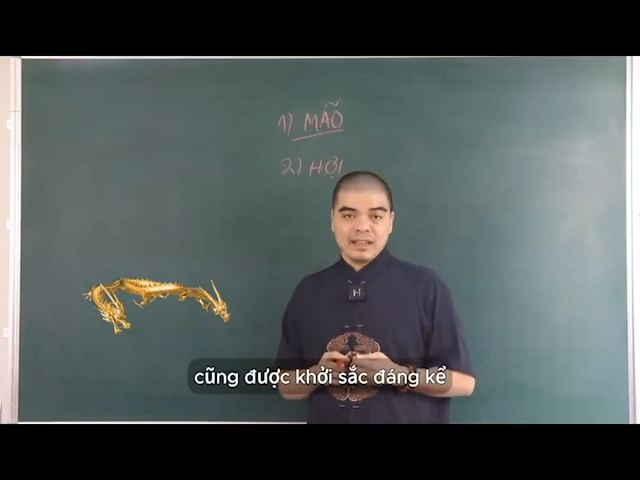 1) MÃO
2) HỢI
cũng được khởi sắc đáng kể